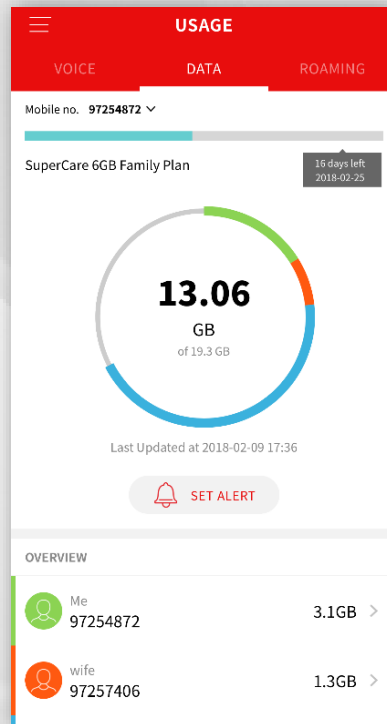 USAGE
VOICE DATA ROAMING
Mobile no. 97254872
SuperCare 6GB Family Plan
16 days left
2018-02-25
13.06
GB
of 19.3 GB
Last Updated at 2018-02-09 17:36
SET ALERT
OVERVIEW
Me
97254872
3.1GB
wife
97257406
1.3GB